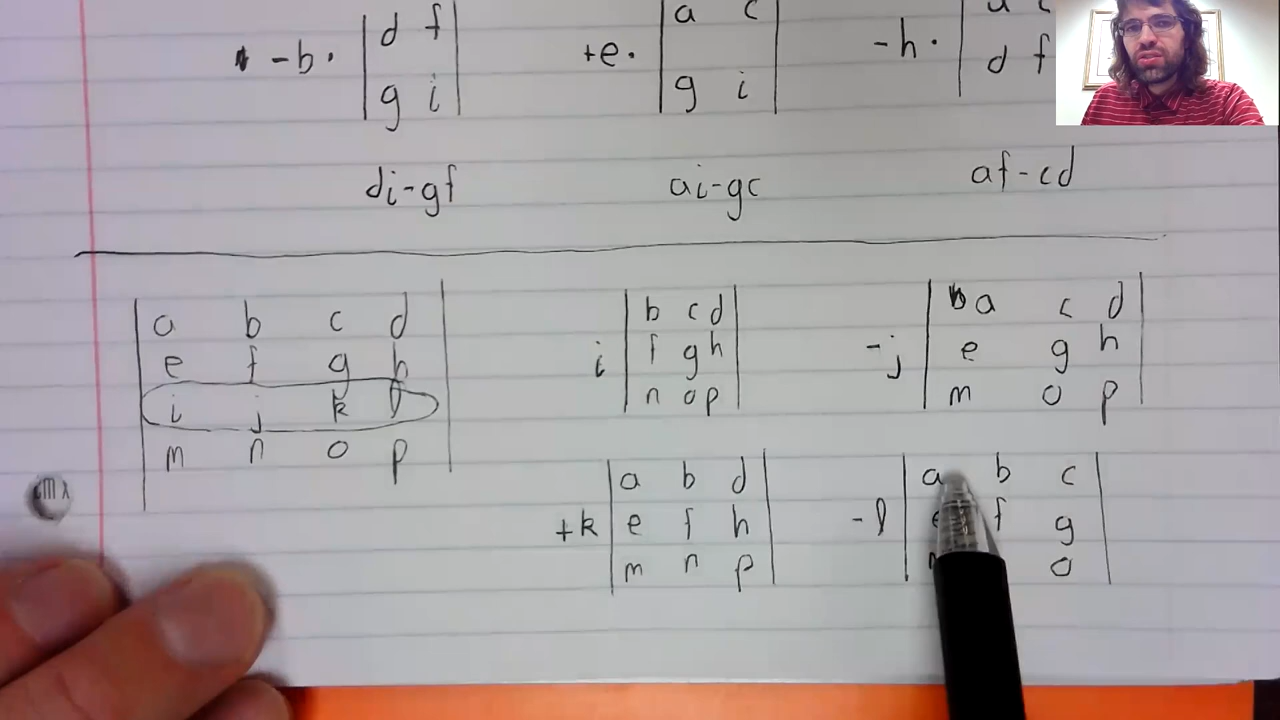 -b· | d f | +e· | a c | -h· |
| g i | | g i | | d f
di-gf ai-gc af-cd
| a b c d | i | b c d | -j | a c d |
| e f g h | | f g h | | e g h |
| i j k l | | n o p | | m o p |
| m n o p |
+k | a b d | -l | a b c |
| e f h | | e f g |
| m n p | | o |